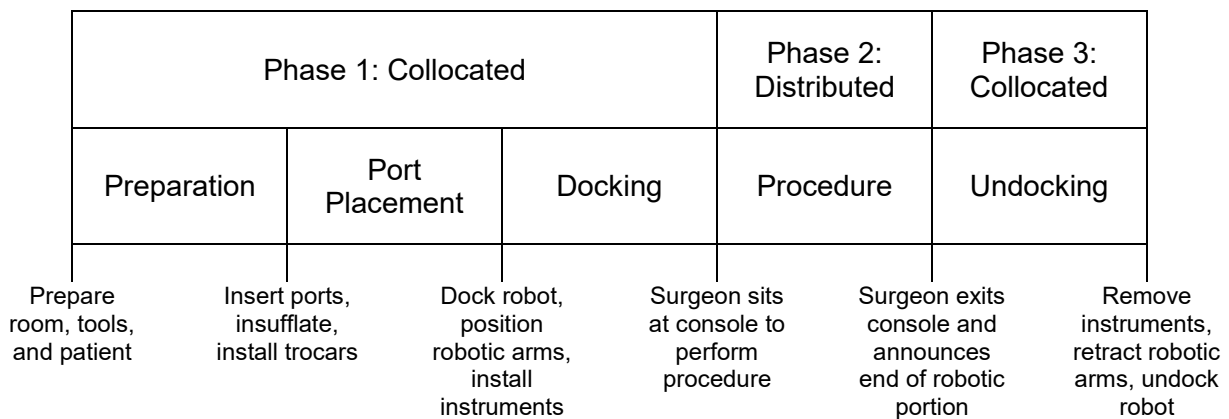 Phase 1: Collocated
Phase 2:
Distributed
Phase 3:
Collocated
Preparation
Port
Placement
Docking
Procedure
Undocking
Prepare
room, tools,
and patient
Insert ports,
insufflate,
install trocars
Dock robot,
position
robotic arms,
install
instruments
Surgeon sits
at console to
perform
procedure
Surgeon exits
console and
announces
end of robotic
portion
Remove
instruments,
retract robotic
arms, undock
robot